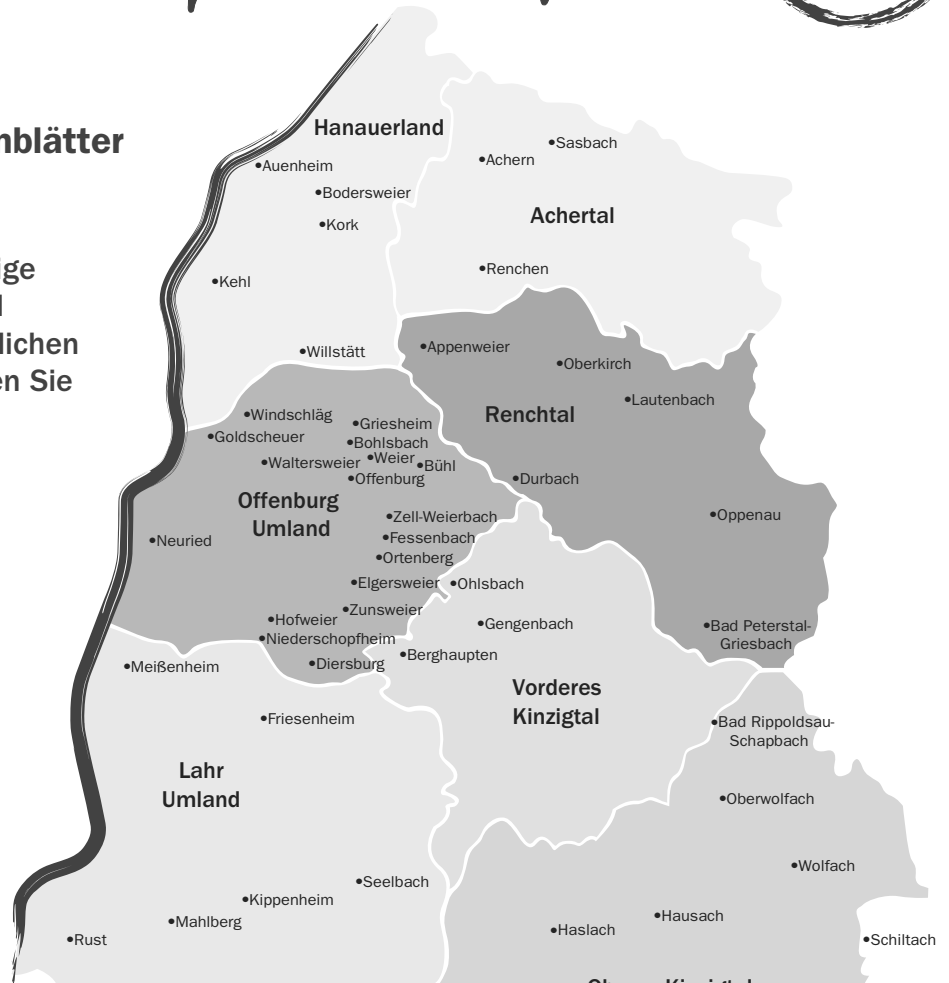 nblätter
ige
lichen
en Sie
Hanauerland
•Auenheim
•Bodersweier
•Kork
•Kehl
•Willstätt
•Sasbach
•Achern
Achertal
•Renchen
•Appenweier
•Oberkirch
•Lautenbach
Renchtal
•Durbach
•Oppenau
•Bad Peterstal-
Griesbach
•Windschläg
•Goldscheuer
•Griesheim
•Bohlsbach
•Weier
•Waltersweier
•Bühl
•Offenburg
Offenburg
Umland
•Zell-Weierbach
•Fessenbach
•Neuried
•Ortenberg
•Elgersweier
•Zunsweier
•Hofweier
•Niederschopfheim
•Diersburg
•Ohlsbach
•Gengenbach
•Berghaupten
Vorderes
Kinzigtal
•Meißenheim
•Friesenheim
Lahr
Umland
•Seelbach
•Kippenheim
•Mahlberg
•Rust
•Bad Rippoldsau-
Schapbach
•Oberwolfach
•Wolfach
•Hausach
•Haslach
•Schiltach